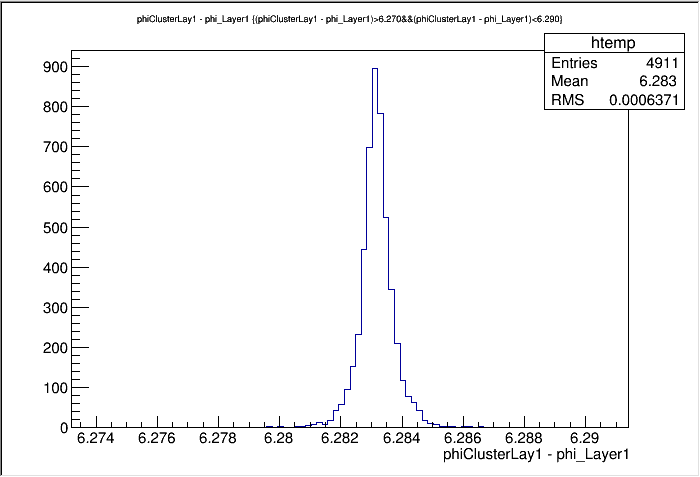 phiClusterLay1 - phi_Layer1 {(phiClusterLay1 - phi_Layer1)>6.270&&(phiClusterLay1 - phi_Layer1)<6.290}
htemp
Entries 4911
Mean 6.283
RMS 0.0006371
900
800
700
600
500
400
300
200
100
0
6.274 6.276 6.278 6.28 6.282 6.284 6.286 6.288 6.29
phiClusterLay1 - phi_Layer1